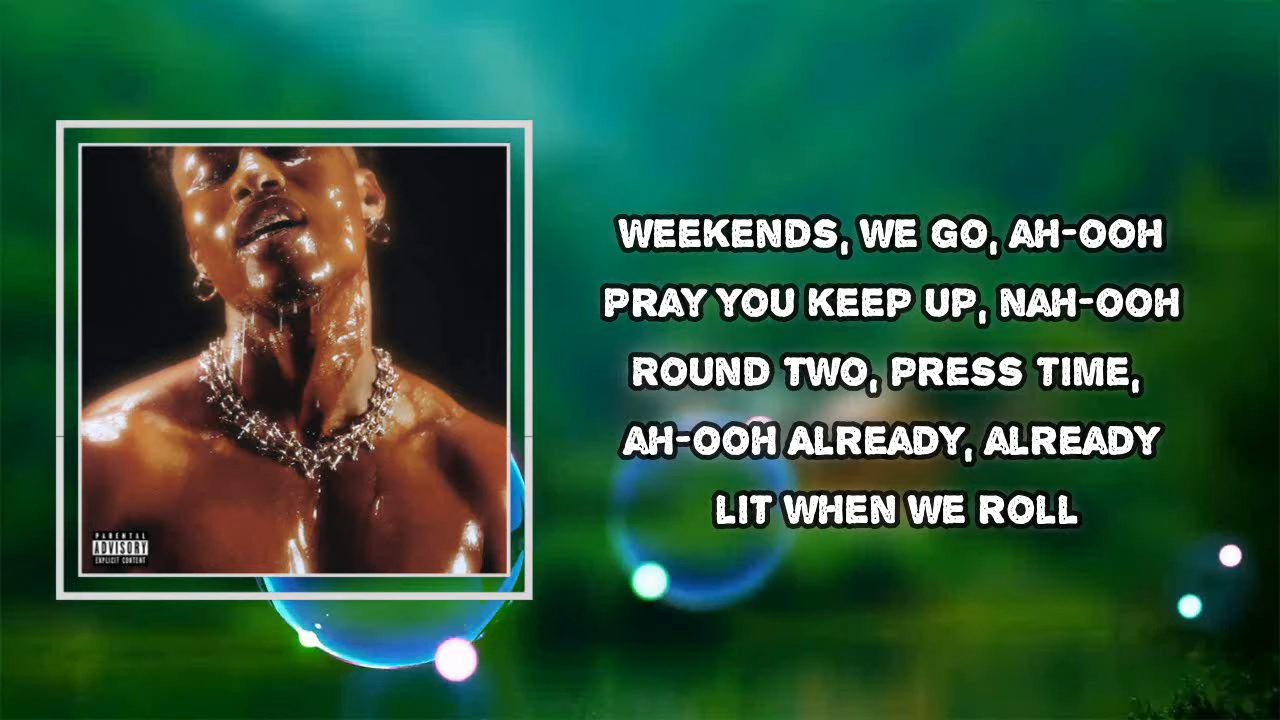 WEEKENDS, WE GO, AH-OOH
PRAY YOU KEEP UP, NAH-OOH
ROUND TWO, PRESS TIME,
AH-OOH ALREADY, ALREADY
LIT WHEN WE ROLL
PARENTAL
ADVISORY
EXPLICIT CONTENT